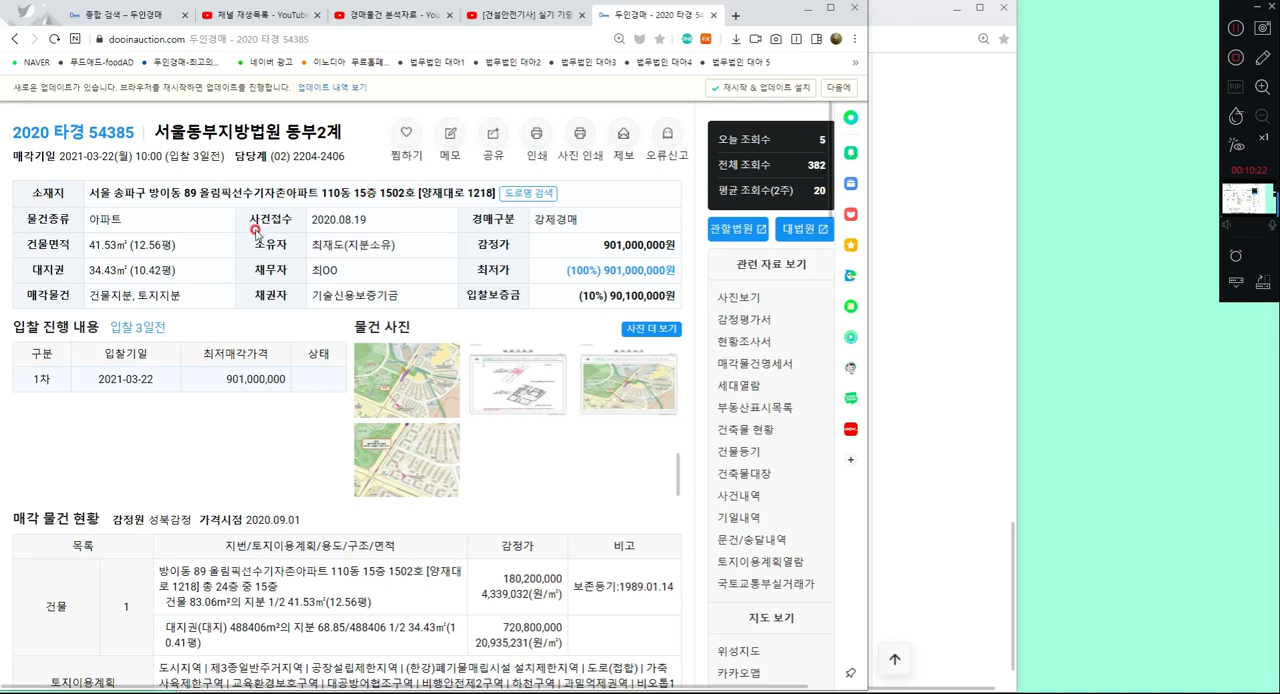 종합 검색 – 두인경매
채널 재생목록 - YouTub
경매물건 분석자료 - You
[건설안전기사] 실기 기출
두인경매 - 2020 타경 54
dooinauction.com 두인경매 - 2020 타경 54385
NAVER
푸드애드-foodAD
두인경매-최고의...
네이버 광고
이노디아 무료홈페...
법무법인 대아1
법무법인 대아2
법무법인 대아3
법무법인 대아4
법무법인 대아 5
새로운 업데이트가 있습니다. 브라우저를 재시작하면 업데이트를 진행합니다. 업데이트 내역 보기
재시작 & 업데이트 설치
다음에
2020 타경 54385 서울동부지방법원 동부2계
매각기일 2021-03-22(월) 10:00 (입찰 3일전) 담당계 (02) 2204-2406
찜하기 메모 공유 인쇄 사진 인쇄 제보 오류신고
소재지 서울 송파구 방이동 89 올림픽선수기자촌아파트 110동 15층 1502호 [양재대로 1218] 도로명 검색
물건종류 아파트 사건접수 2020.08.19 경매구분 강제경매
건물면적 41.53㎡ (12.56평) 소유자 최재도(지분소유) 감정가 901,000,000원
대지권 34.43㎡ (10.42평) 채무자 최OO 최저가 (100%) 901,000,000원
매각물건 건물지분, 토지지분 채권자 기술신용보증기금 입찰보증금 (10%) 90,100,000원
입찰 진행 내용 입찰 3일전
구분 입찰기일 최저매각가격 상태
1차 2021-03-22 901,000,000
물건 사진 사진 더 보기
매각 물건 현황 감정원 성북감정 가격시점 2020.09.01
목록 지번/토지이용계획/용도/구조/면적 감정가 비고
건물 1
방이동 89 올림픽선수기자촌아파트 110동 15층 1502호 [양재대
로 1218] 총 24층 중 15층
건물 83.06m²의 지분 1/2 41.53㎡(12.56평)
180,200,000
4,339,032(원/㎡)
보존등기:1989.01.14
대지권(대지) 488406m²의 지분 68.85/488406 1/2 34.43㎡(1
0.41평)
720,800,000
20,935,231(원/㎡)
토지이용계획
도시지역 | 제3종일반주거지역 | 공장설립제한지역 | (한강)폐기물매립시설 설치제한지역 | 도로(접합) | 가축
사육제한구역 | 교육환경보호구역 | 대공방어협조구역 | 비행안전제2구역 | 하천구역 | 과밀억제권역 | 비오톱1
오늘 조회수 5
전체 조회수 382
평균 조회수(2주) 20
관할법원
대법원
관련 자료 보기
사진보기
감정평가서
현황조사서
매각물건명세서
세대열람
부동산표시목록
건축물 현황
건물등기
건축물대장
사건내역
기일내역
문건/송달내역
토지이용계획열람
국토교통부실거래가
지도 보기
위성지도
카카오맵
PIP
x1
00:10:22